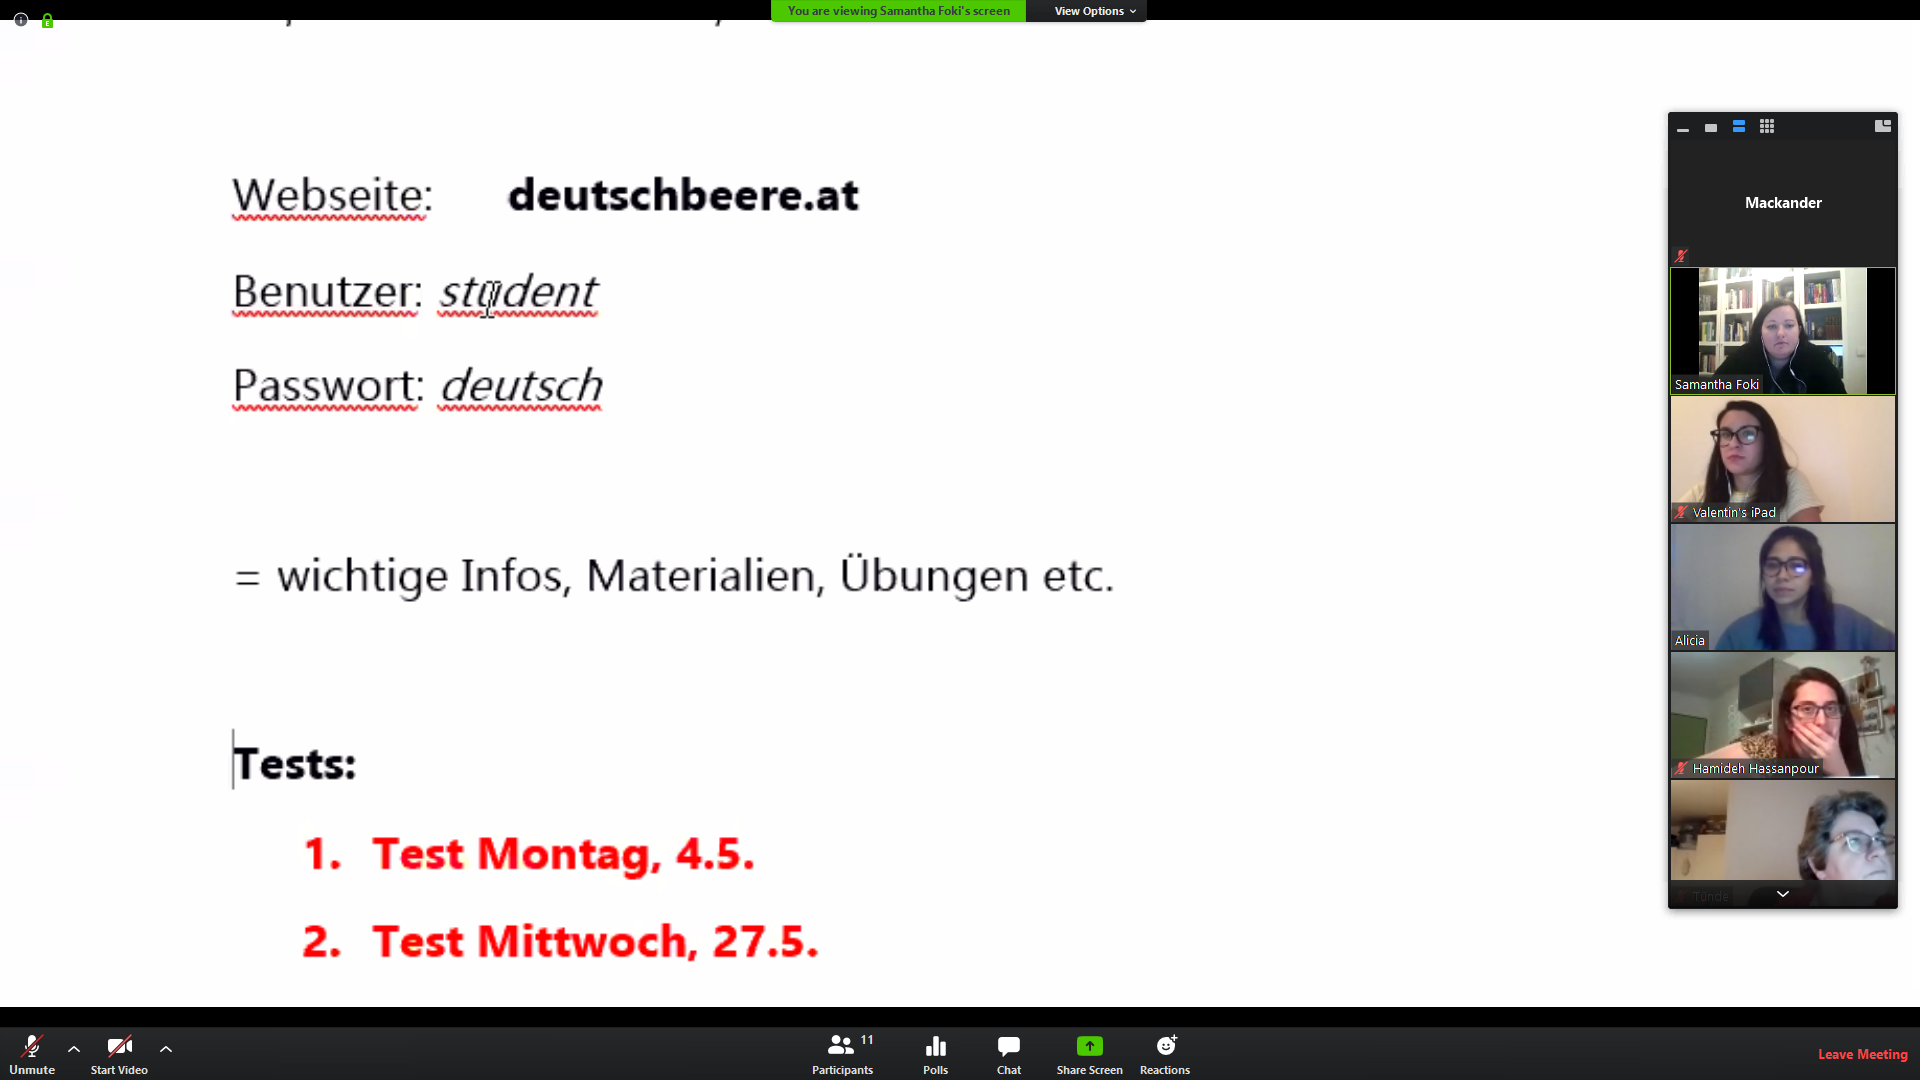 You are viewing Samantha Foki's screen
View Options
Webseite: deutschbeere.at
Benutzer: student
Passwort: deutsch
= wichtige Infos, Materialien, Übungen etc.
Tests:
1. Test Montag, 4.5.
2. Test Mittwoch, 27.5.
Mackander
Samantha Foki
Valentin's iPad
Alicia
Hamideh Hassanpour
Tünde
Unmute
Start Video
Participants 11
Polls
Chat
Share Screen
Reactions
Leave Meeting